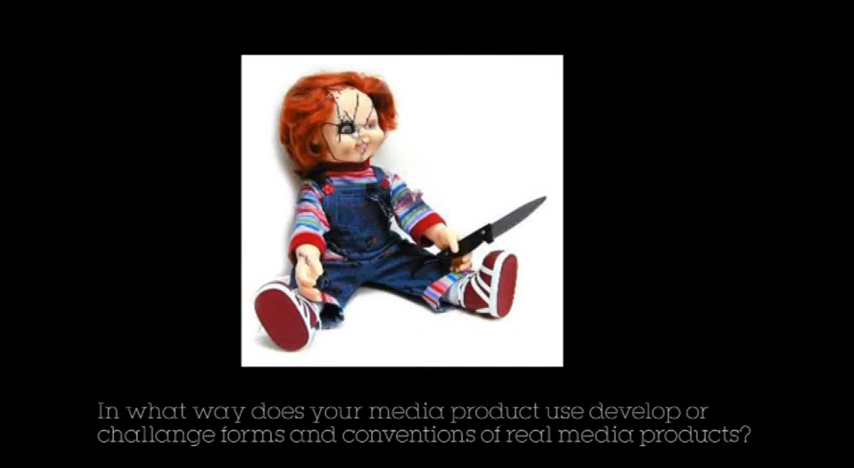 In what way does your media product use develop or
challange forms and conventions of real media products?